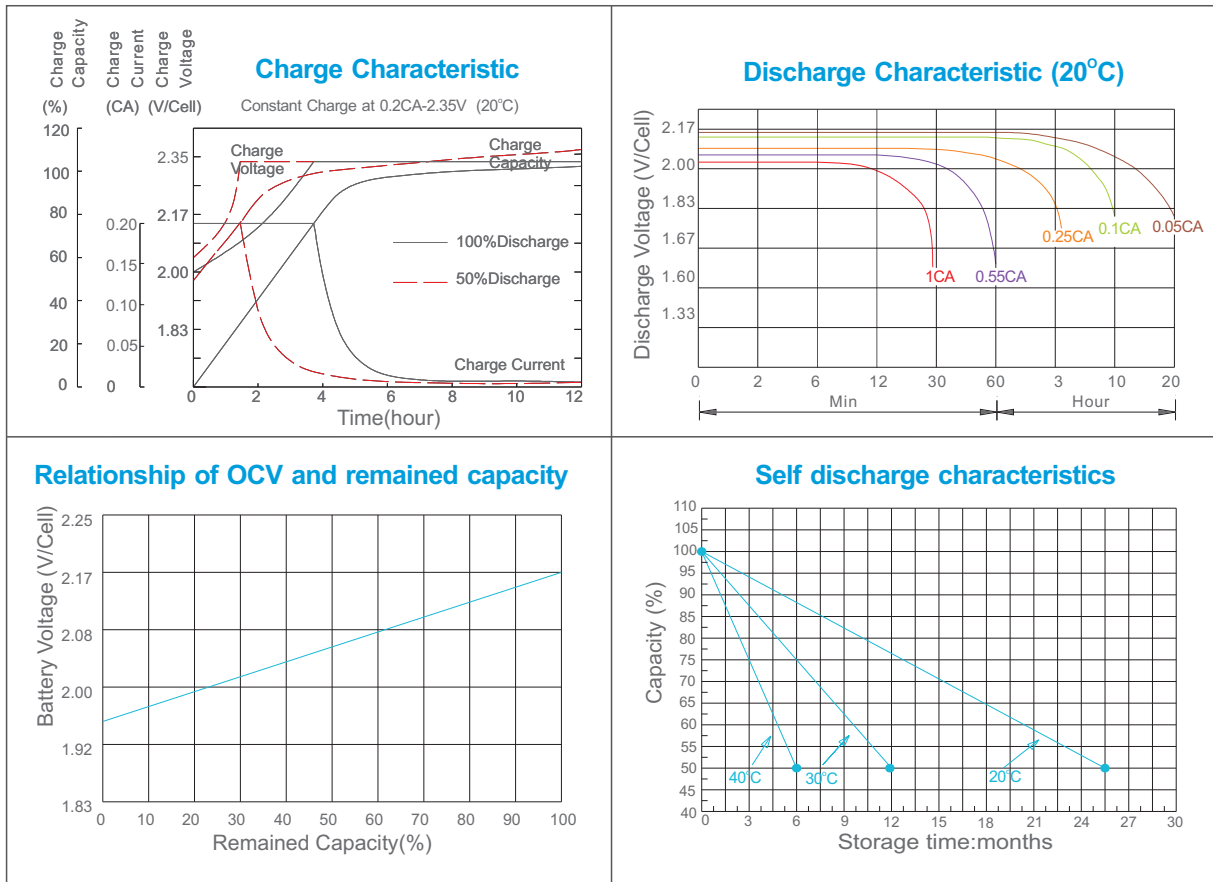 Charge Capacity
Charge Current
Charge Voltage
Charge Characteristic
(%) (CA) (V/Cell)
Constant Charge at 0.2CA-2.35V (20°C)
120
100
80
60
40
20
0
0.20
0.15
0.10
0.05
0
2.35
2.17
2.00
1.83
Charge Voltage
Charge Capacity
100%Discharge
50%Discharge
Charge Current
0 2 4 6 8 10 12
Time(hour)
Discharge Characteristic (20°C)
Discharge Voltage (V/Cell)
2.17
2.00
1.83
1.67
1.60
1.33
1CA
0.55CA
0.25CA
0.1CA
0.05CA
0 2 6 12 30 60 3 10 20
Min Hour
Relationship of OCV and remained capacity
Battery Voltage (V/Cell)
2.25
2.17
2.08
2.00
1.92
1.83
0 10 20 30 40 50 60 70 80 90 100
Remained Capacity(%)
Self discharge characteristics
Capacity (%)
110
105
100
95
90
85
80
75
70
65
60
55
50
45
40
40°C
30°C
20°C
0 3 6 9 12 15 18 21 24 27 30
Storage time:months